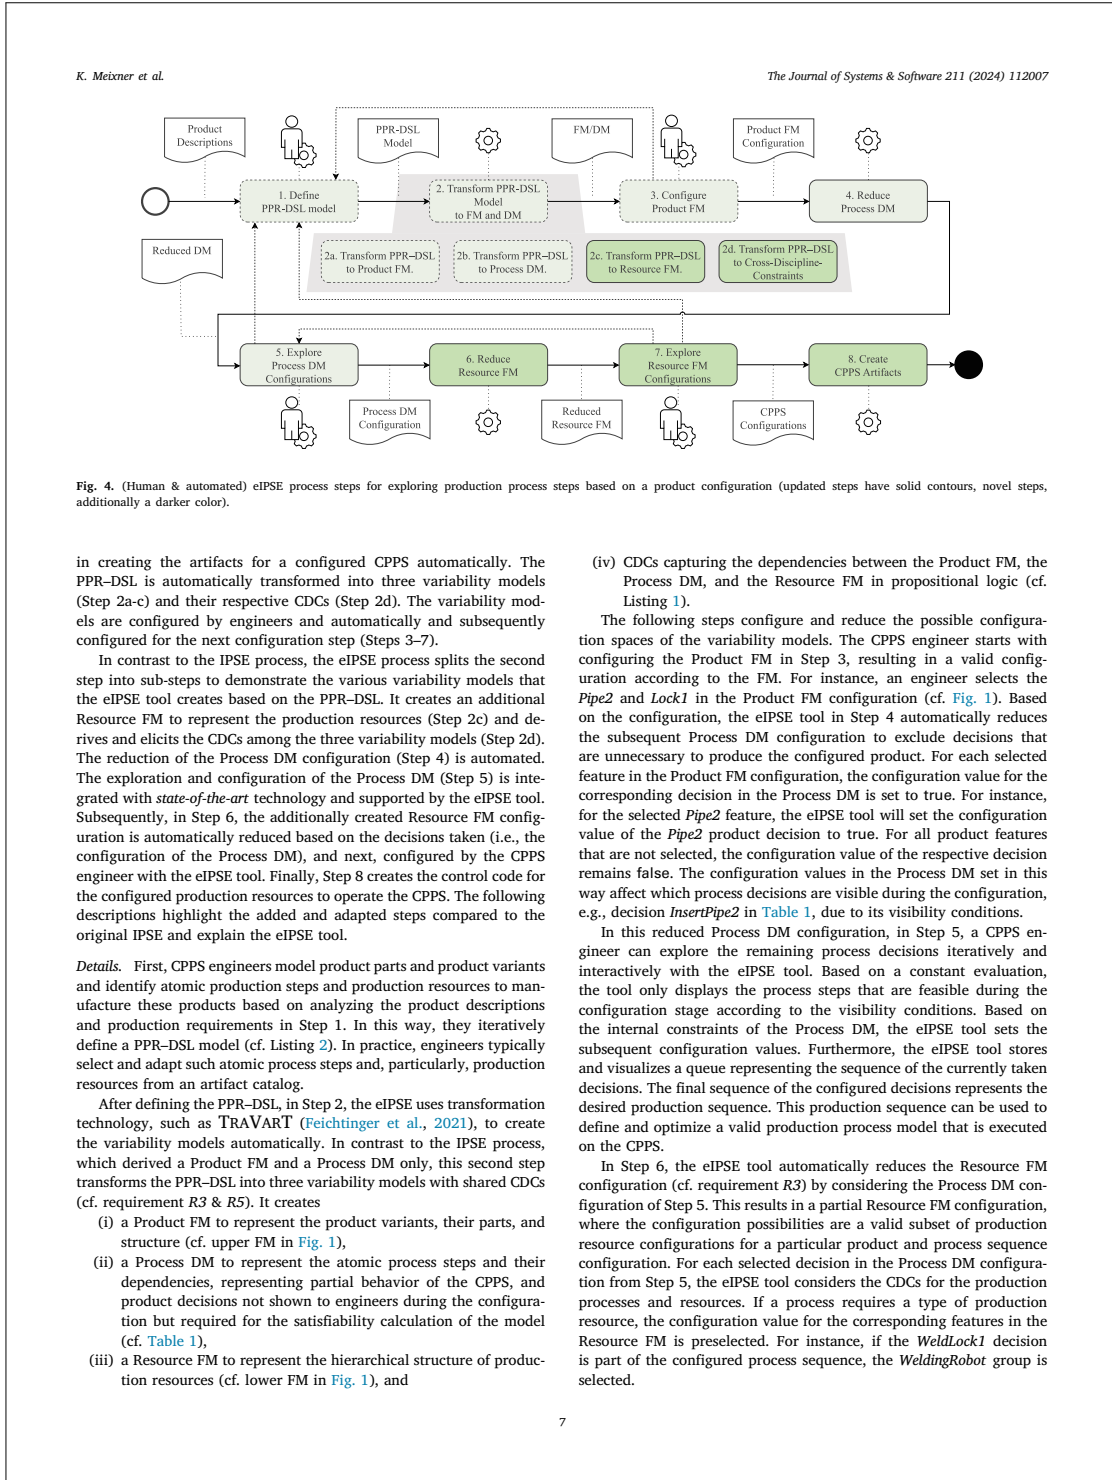 K. Meixner et al.
The Journal of Systems & Software 211 (2024) 112007
Product
Descriptions
PPR-DSL
Model
FM/DM
Product FM
Configuration
1. Define
PPR-DSL model
2. Transform PPR-DSL
Model
to FM and DM
3. Configure
Product FM
4. Reduce
Process DM
Reduced DM
2a. Transform PPR–DSL
to Product FM.
2b. Transform PPR–DSL
to Process DM.
2c. Transform PPR–DSL
to Resource FM.
2d. Transform PPR–DSL
to Cross-Discipline-
Constraints
5. Explore
Process DM
Configurations
6. Reduce
Resource FM
7. Explore
Resource FM
Configurations
8. Create
CPPS Artifacts
Process DM
Configuration
Reduced
Resource FM
CPPS
Configurations
Fig. 4. (Human & automated) eIPSE process steps for exploring production process steps based on a product configuration (updated steps have solid contours, novel steps,
additionally a darker color).
in creating the artifacts for a configured CPPS automatically. The
PPR–DSL is automatically transformed into three variability models
(Step 2a-c) and their respective CDCs (Step 2d). The variability mod-
els are configured by engineers and automatically and subsequently
configured for the next configuration step (Steps 3–7).
In contrast to the IPSE process, the eIPSE process splits the second
step into sub-steps to demonstrate the various variability models that
the eIPSE tool creates based on the PPR–DSL. It creates an additional
Resource FM to represent the production resources (Step 2c) and de-
rives and elicits the CDCs among the three variability models (Step 2d).
The reduction of the Process DM configuration (Step 4) is automated.
The exploration and configuration of the Process DM (Step 5) is inte-
grated with state-of-the-art technology and supported by the eIPSE tool.
Subsequently, in Step 6, the additionally created Resource FM config-
uration is automatically reduced based on the decisions taken (i.e., the
configuration of the Process DM), and next, configured by the CPPS
engineer with the eIPSE tool. Finally, Step 8 creates the control code for
the configured production resources to operate the CPPS. The following
descriptions highlight the added and adapted steps compared to the
original IPSE and explain the eIPSE tool.
Details. First, CPPS engineers model product parts and product variants
and identify atomic production steps and production resources to man-
ufacture these products based on analyzing the product descriptions
and production requirements in Step 1. In this way, they iteratively
define a PPR–DSL model (cf. Listing 2). In practice, engineers typically
select and adapt such atomic process steps and, particularly, production
resources from an artifact catalog.
After defining the PPR–DSL, in Step 2, the eIPSE uses transformation
technology, such as TRAVART (Feichtinger et al., 2021), to create
the variability models automatically. In contrast to the IPSE process,
which derived a Product FM and a Process DM only, this second step
transforms the PPR–DSL into three variability models with shared CDCs
(cf. requirement R3 & R5). It creates
(i) a Product FM to represent the product variants, their parts, and
structure (cf. upper FM in Fig. 1),
(ii) a Process DM to represent the atomic process steps and their
dependencies, representing partial behavior of the CPPS, and
product decisions not shown to engineers during the configura-
tion but required for the satisfiability calculation of the model
(cf. Table 1),
(iii) a Resource FM to represent the hierarchical structure of produc-
tion resources (cf. lower FM in Fig. 1), and
(iv) CDCs capturing the dependencies between the Product FM, the
Process DM, and the Resource FM in propositional logic (cf.
Listing 1).
The following steps configure and reduce the possible configura-
tion spaces of the variability models. The CPPS engineer starts with
configuring the Product FM in Step 3, resulting in a valid config-
uration according to the FM. For instance, an engineer selects the
Pipe2 and Lock1 in the Product FM configuration (cf. Fig. 1). Based
on the configuration, the eIPSE tool in Step 4 automatically reduces
the subsequent Process DM configuration to exclude decisions that
are unnecessary to produce the configured product. For each selected
feature in the Product FM configuration, the configuration value for the
corresponding decision in the Process DM is set to true. For instance,
for the selected Pipe2 feature, the eIPSE tool will set the configuration
value of the Pipe2 product decision to true. For all product features
that are not selected, the configuration value of the respective decision
remains false. The configuration values in the Process DM set in this
way affect which process decisions are visible during the configuration,
e.g., decision InsertPipe2 in Table 1, due to its visibility conditions.
In this reduced Process DM configuration, in Step 5, a CPPS en-
gineer can explore the remaining process decisions iteratively and
interactively with the eIPSE tool. Based on a constant evaluation,
the tool only displays the process steps that are feasible during the
configuration stage according to the visibility conditions. Based on
the internal constraints of the Process DM, the eIPSE tool sets the
subsequent configuration values. Furthermore, the eIPSE tool stores
and visualizes a queue representing the sequence of the currently taken
decisions. The final sequence of the configured decisions represents the
desired production sequence. This production sequence can be used to
define and optimize a valid production process model that is executed
on the CPPS.
In Step 6, the eIPSE tool automatically reduces the Resource FM
configuration (cf. requirement R3) by considering the Process DM con-
figuration of Step 5. This results in a partial Resource FM configuration,
where the configuration possibilities are a valid subset of production
resource configurations for a particular product and process sequence
configuration. For each selected decision in the Process DM configura-
tion from Step 5, the eIPSE tool considers the CDCs for the production
processes and resources. If a process requires a type of production
resource, the configuration value for the corresponding features in the
Resource FM is preselected. For instance, if the WeldLock1 decision
is part of the configured process sequence, the WeldingRobot group is
selected.
7